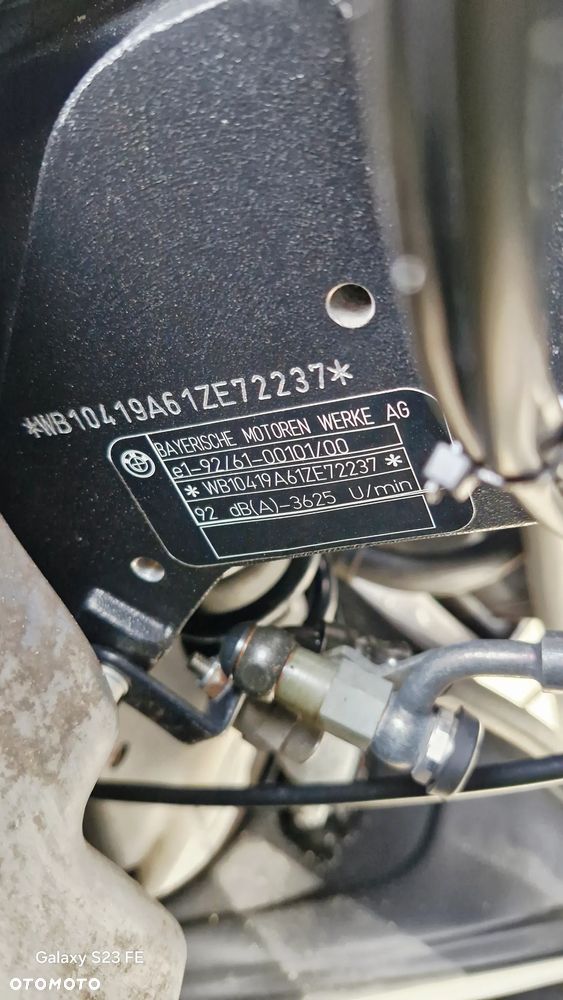 *WB10419A61ZE72237*
BAYERISCHE MOTOREN WERKE AG
e1-92/61-00101/00
* WB10419A61ZE72237 *
92 dB(A)-3625 U/min
Galaxy S23 FE
OTOMOTO